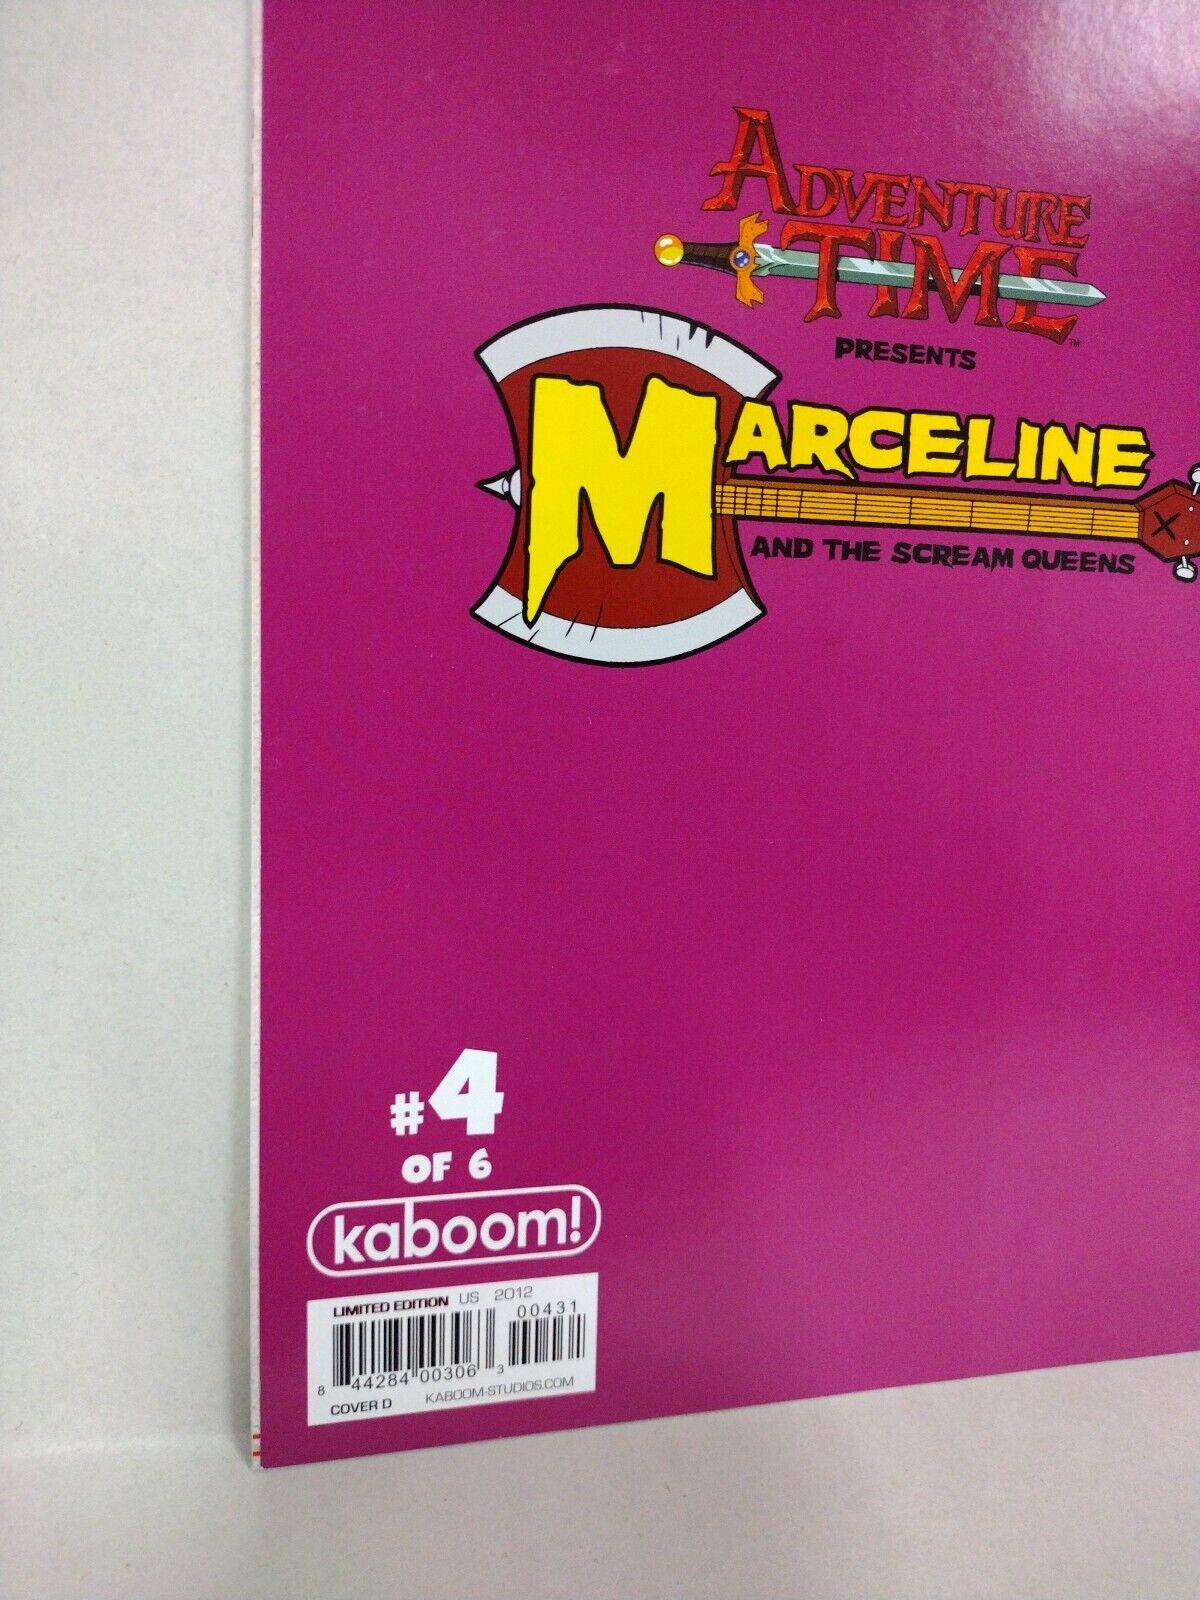 ADVENTURE
TIME™
PRESENTS
MARCELINE
AND THE SCREAM QUEENS
#4
OF 6
kaboom!
LIMITED EDITION US 2012
00431
8 44284 00306 3
COVER D KABOOM-STUDIOS.COM